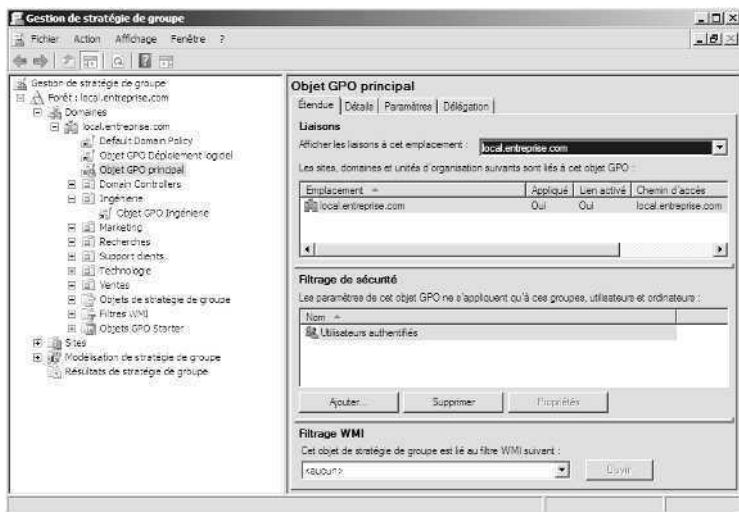 Gestion de stratégie de groupe
Fichier Action Affichage Fenêtre ?
Gestion de stratégie de groupe
Forêt : local.entreprise.com
Domaines
local.entreprise.com
Default Domain Policy
Objet GPO Déploiement logiciel
Objet GPO principal
Domain Controllers
Ingénierie
Objet GPO Ingénierie
Marketing
Recherches
Support clients
Technologie
Ventes
Objets de stratégie de groupe
Filtres WMI
Objets GPO Starter
Sites
Modélisation de stratégie de groupe
Résultats de stratégie de groupe
Objet GPO principal
Étendue Détails Paramètres Délégation
Liaisons
Afficher les liaisons à cet emplacement : local.entreprise.com
Les sites, domaines et unités d'organisation suivants sont liés à cet objet GPO :
Emplacement Appliqué Lien activé Chemin d'accès
local.entreprise.com Oui Oui local.entreprise.com
Filtrage de sécurité
Les paramètres de cet objet GPO ne s'appliquent qu'à ces groupes, utilisateurs et ordinateurs :
Nom
Utilisateurs authentifiés
Ajouter... Supprimer Propriétés
Filtrage WMI
Cet objet de stratégie de groupe est lié au filtre WMI suivant :
<aucun> Ouvrir